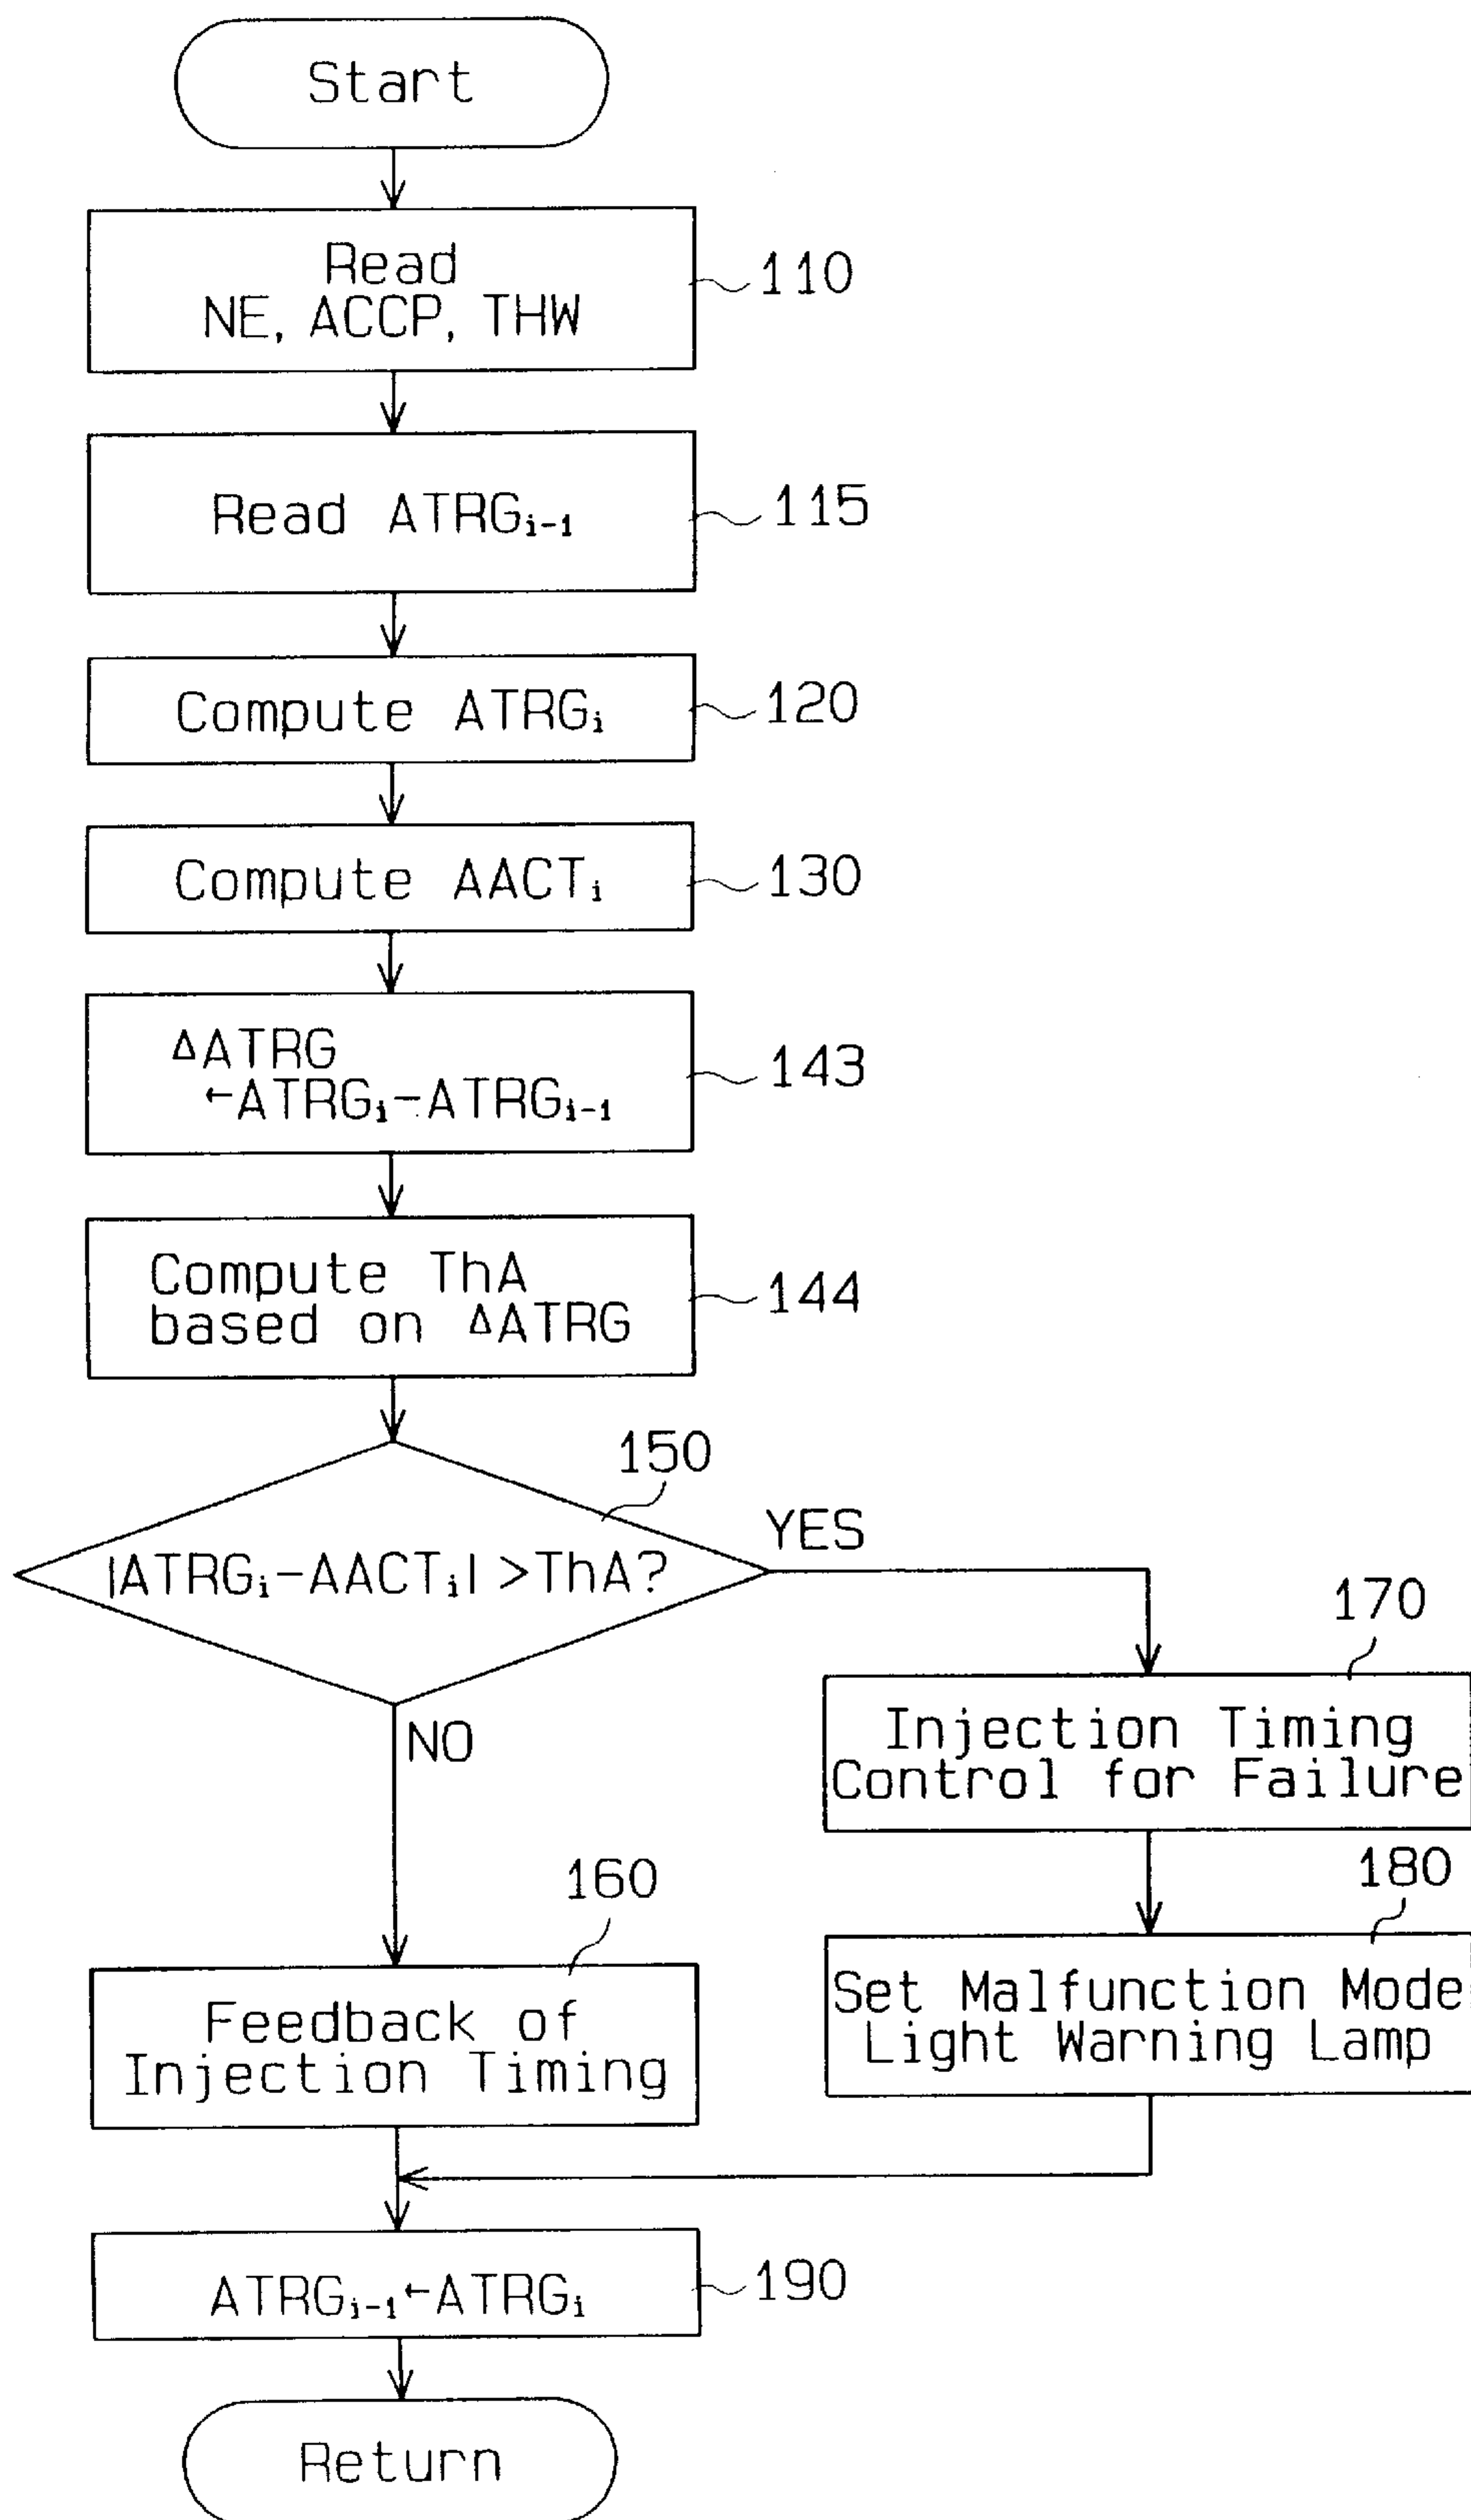 Start
Read
NE, ACCP, THW
110
Read ATRGi-1
115
Compute ATRGi
120
Compute AACTi
130
ΔATRG
←ATRGi-ATRGi-1
143
Compute ThA
based on ΔATRG
144
150
|ATRGi-AACTi| >ThA?
YES
NO
170
Injection Timing
Control for Failure
180
Set Malfunction Mode
Light Warning Lamp
160
Feedback of
Injection Timing
ATRGi-1←ATRGi
190
Return